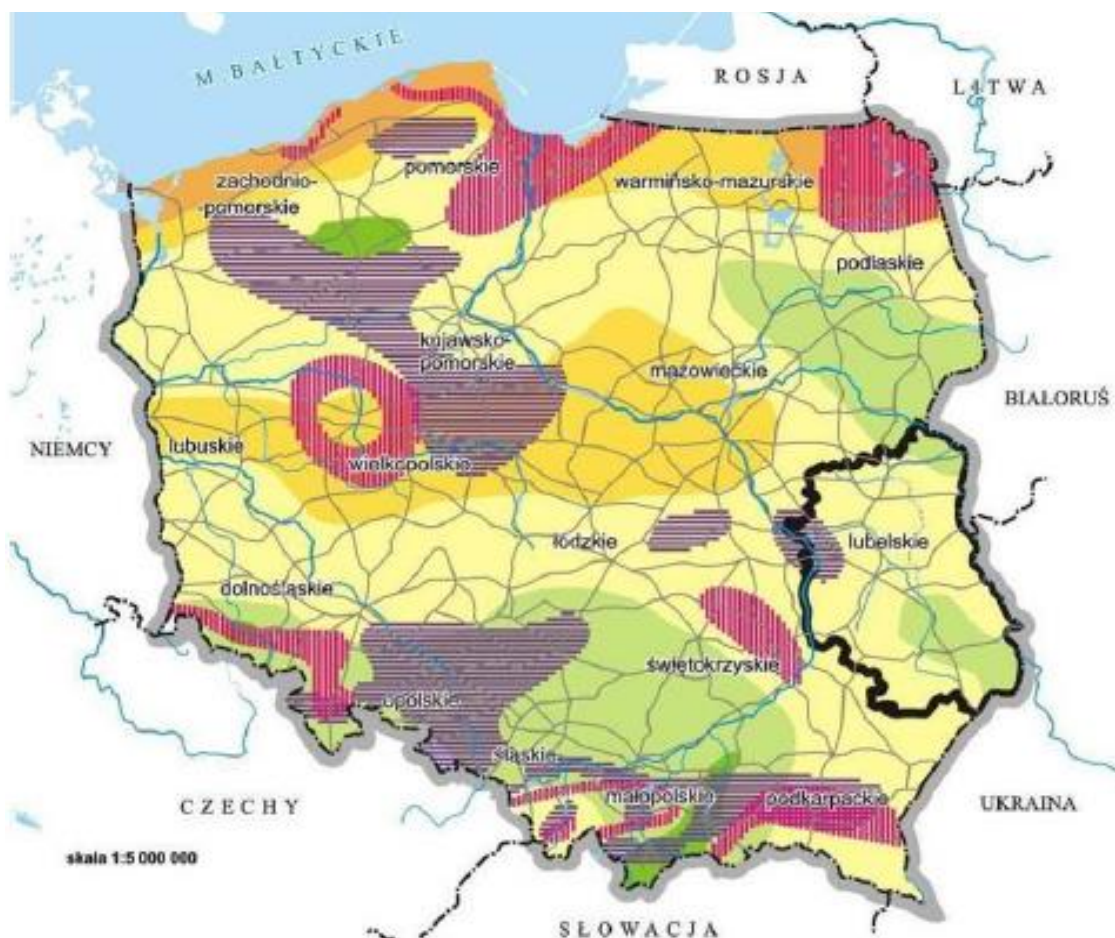 M. BAŁTYCKIE
ROSJA
LITWA
pomorskie
zachodnio-
-pomorskie
warmińsko-mazurskie
podlaskie
kujawsko-
pomorskie
mazowieckie
BIAŁORUŚ
NIEMCY
lubuskie
wielkopolskie
łódzkie
lubelskie
dolnośląskie
świętokrzyskie
opolskie
śląskie
małopolskie
podkarpackie
CZECHY
UKRAINA
skala 1:5 000 000
SŁOWACJA